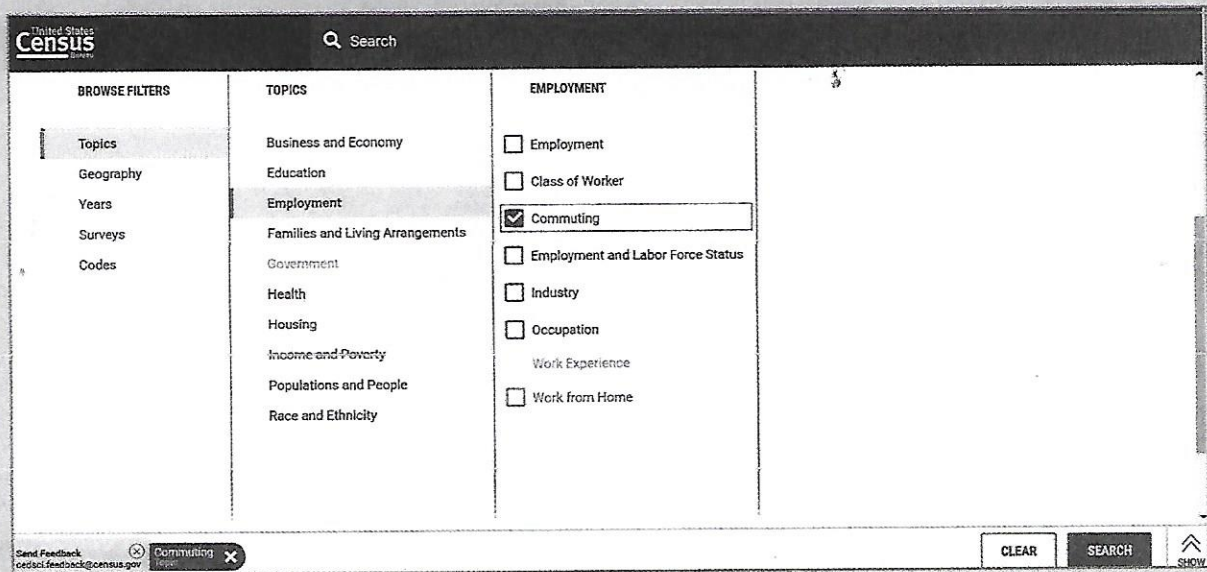 United States
Census
Bureau
Search
BROWSE FILTERS
Topics
Geography
Years
Surveys
Codes
TOPICS
Business and Economy
Education
Employment
Families and Living Arrangements
Government
Health
Housing
Income and Poverty
Populations and People
Race and Ethnicity
EMPLOYMENT
Employment
Class of Worker
Commuting
Employment and Labor Force Status
Industry
Occupation
Work Experience
Work from Home
Send Feedback
cedsci.feedback@census.gov
Commuting
Topic
CLEAR
SEARCH
SHOW